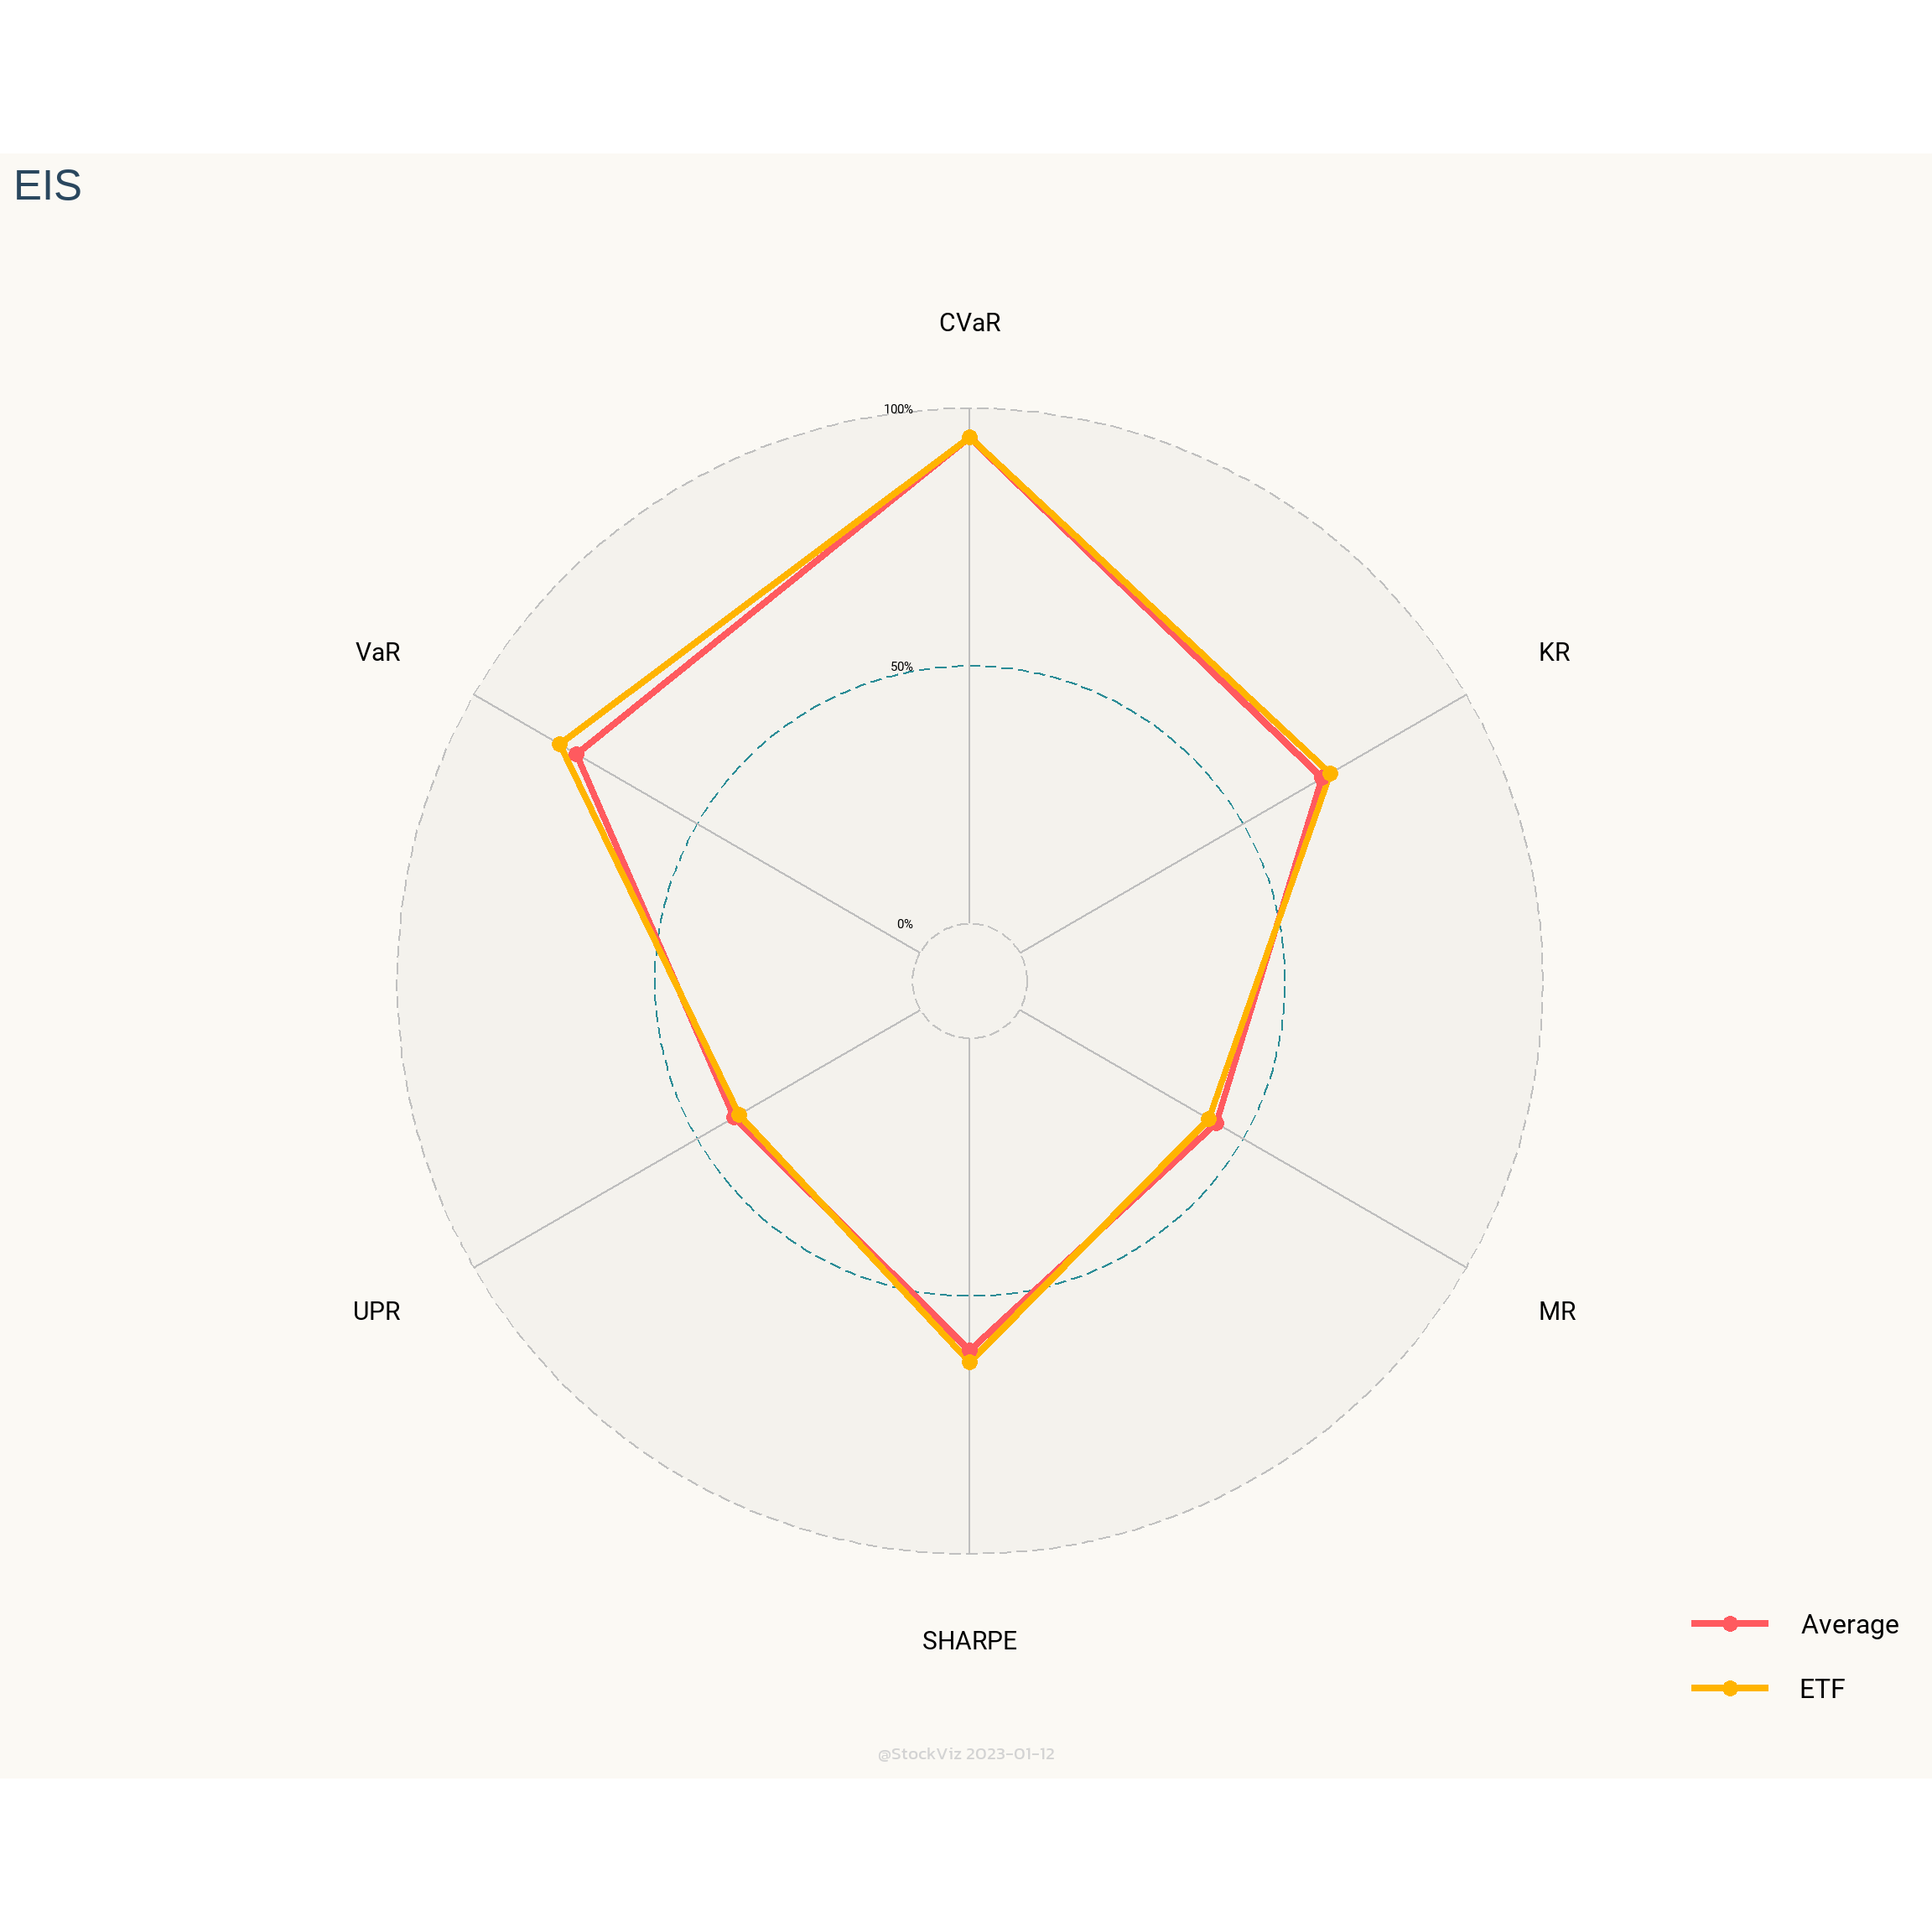 EIS
CVaR
100%
VaR
KR
50%
0%
UPR
MR
SHARPE
Average
ETF
@StockViz 2023-01-12